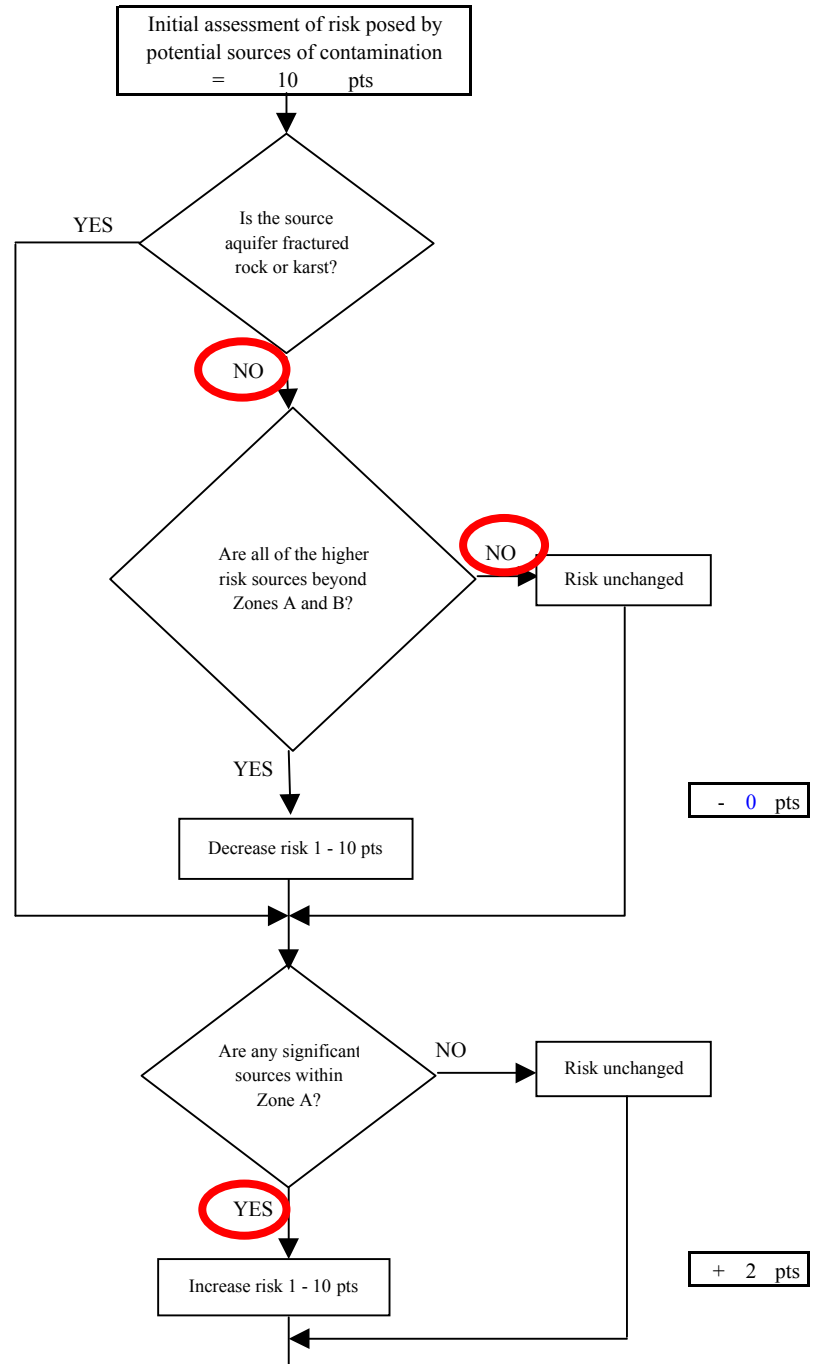 Initial assessment of risk posed by
potential sources of contamination
= 10 pts
YES
Is the source
aquifer fractured
rock or karst?
NO
Are all of the higher
risk sources beyond
Zones A and B?
NO
Risk unchanged
YES
- 0 pts
Decrease risk 1 - 10 pts
Are any significant
sources within
Zone A?
NO
Risk unchanged
YES
+ 2 pts
Increase risk 1 - 10 pts